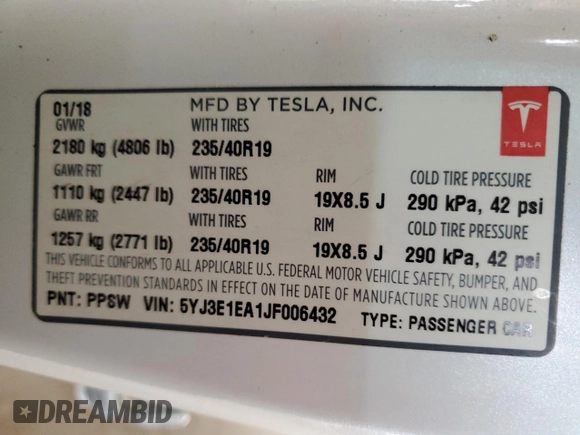 01/18 MFD BY TESLA, INC.
GVWR WITH TIRES
2180 kg (4806 lb) 235/40R19
GAWR FRT WITH TIRES RIM COLD TIRE PRESSURE
1110 kg (2447 lb) 235/40R19 19X8.5 J 290 kPa, 42 psi
GAWR RR WITH TIRES RIM COLD TIRE PRESSURE
1257 kg (2771 lb) 235/40R19 19X8.5 J 290 kPa, 42 psi
THIS VEHICLE CONFORMS TO ALL APPLICABLE U.S. FEDERAL MOTOR VEHICLE SAFETY, BUMPER, AND
THEFT PREVENTION STANDARDS IN EFFECT ON THE DATE OF MANUFACTURE SHOWN ABOVE.
PNT: PPSW VIN: 5YJ3E1EA1JF006432 TYPE: PASSENGER CAR
TESLA
DREAMBID